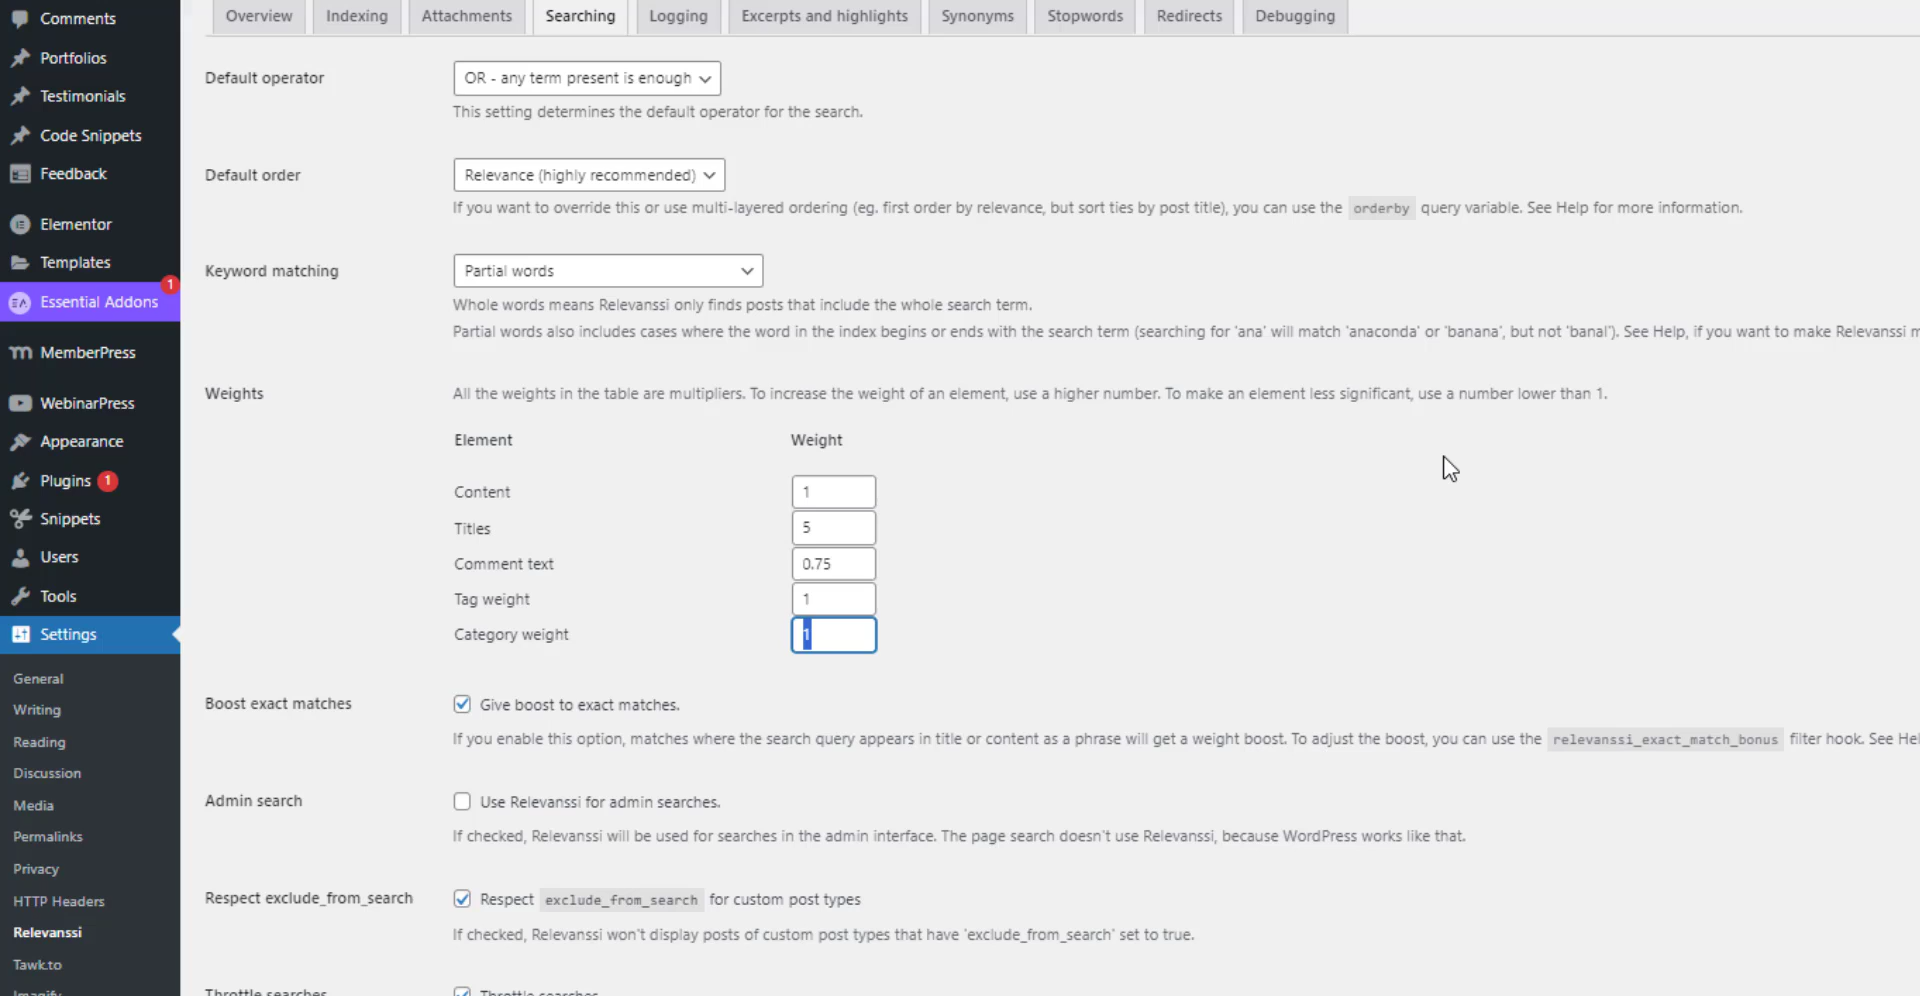 Comments
Portfolios
Testimonials
Code Snippets
Feedback
Elementor
Templates
1
Essential Addons
MemberPress
WebinarPress
Appearance
Plugins 1
Snippets
Users
Tools
Settings
General
Writing
Reading
Discussion
Media
Permalinks
Privacy
HTTP Headers
Relevanssi
Tawk.to
Imagify
Overview Indexing Attachments Searching Logging Excerpts and highlights Synonyms Stopwords Redirects Debugging
Default operator OR - any term present is enough
This setting determines the default operator for the search.
Default order Relevance (highly recommended)
If you want to override this or use multi-layered ordering (eg. first order by relevance, but sort ties by post title), you can use the orderby query variable. See Help for more information.
Keyword matching Partial words
Whole words means Relevanssi only finds posts that include the whole search term.
Partial words also includes cases where the word in the index begins or ends with the search term (searching for 'ana' will match 'anaconda' or 'banana', but not 'banal'). See Help, if you want to make Relevanssi
Weights All the weights in the table are multipliers. To increase the weight of an element, use a higher number. To make an element less significant, use a number lower than 1.
Element Weight
Content 1
Titles 5
Comment text 0.75
Tag weight 1
Category weight 1
Boost exact matches Give boost to exact matches.
If you enable this option, matches where the search query appears in title or content as a phrase will get a weight boost. To adjust the boost, you can use the relevanssi_exact_match_bonus filter hook. See Hel
Admin search Use Relevanssi for admin searches.
If checked, Relevanssi will be used for searches in the admin interface. The page search doesn't use Relevanssi, because WordPress works like that.
Respect exclude_from_search Respect exclude_from_search for custom post types
If checked, Relevanssi won't display posts of custom post types that have 'exclude_from_search' set to true.
Throttle searches Throttle searches.